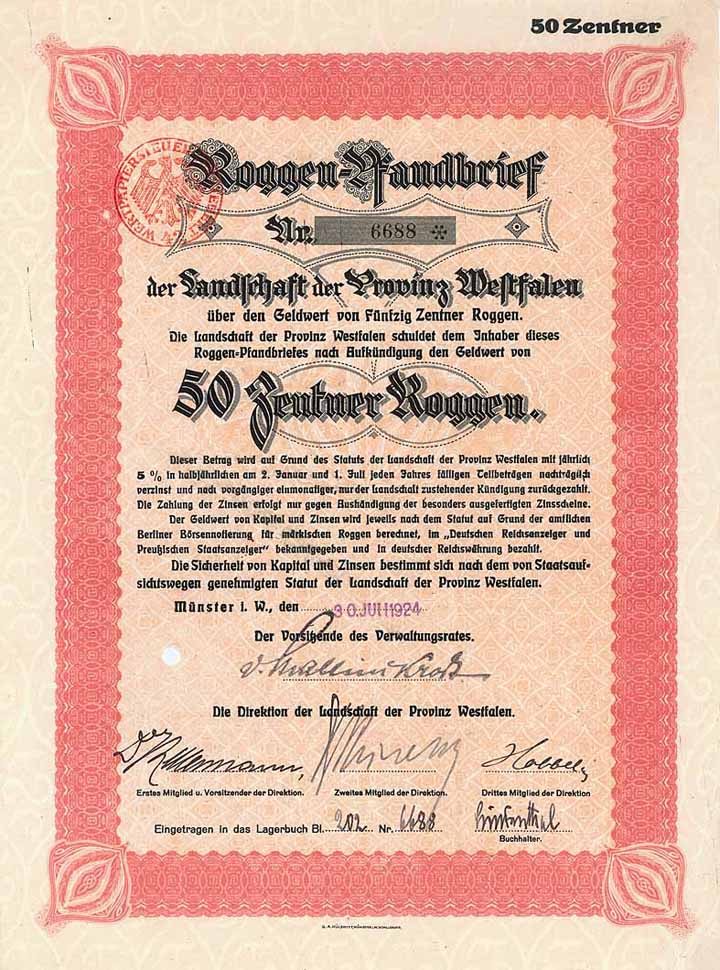 50 Zentner
WERTPAPIERSTEUER
Roggen-Pfandbrief
Nr. 6688
der Landschaft der Provinz Westfalen
über den Geldwert von Fünfzig Zentner Roggen.
Die Landschaft der Provinz Westfalen schuldet dem Inhaber dieses
Roggen-Pfandbriefes nach Aufkündigung den Geldwert von
50 Zentner Roggen.
Dieser Betrag wird auf Grund des Statuts der Landschaft der Provinz Westfalen mit jährlich
5% in halbjährlichen am 2. Januar und 1. Juli jeden Jahres fälligen Teilbeträgen nachträglich
verzinst und nach vorgängiger einmonatiger, nur der Landschaft zustehender Kündigung zurückgezahlt.
Die Zahlung der Zinsen erfolgt nur gegen Aushändigung der besonders ausgefertigten Zinsscheine.
Der Geldwert von Kapital und Zinsen wird jeweils nach dem Statut auf Grund der amtlichen
Berliner Börsennotierung für märkischen Roggen berechnet, im „Deutschen Reichsanzeiger und
Preußischen Staatsanzeiger" bekanntgegeben und in deutscher Reichswährung bezahlt.
Die Sicherheit von Kapital und Zinsen bestimmt sich nach dem von Staatsauf-
sichtswegen genehmigten Statut der Landschaft der Provinz Westfalen.
Münster i. W., den 30. JULI 1924
Der Vorsitzende des Verwaltungsrates.
Die Direktion der Landschaft der Provinz Westfalen.
Erstes Mitglied u. Vorsitzender der Direktion. Zweites Mitglied der Direktion. Drittes Mitglied der Direktion
Eingetragen in das Lagerbuch Bl. 202 Nr. 6688
Buchhalter.